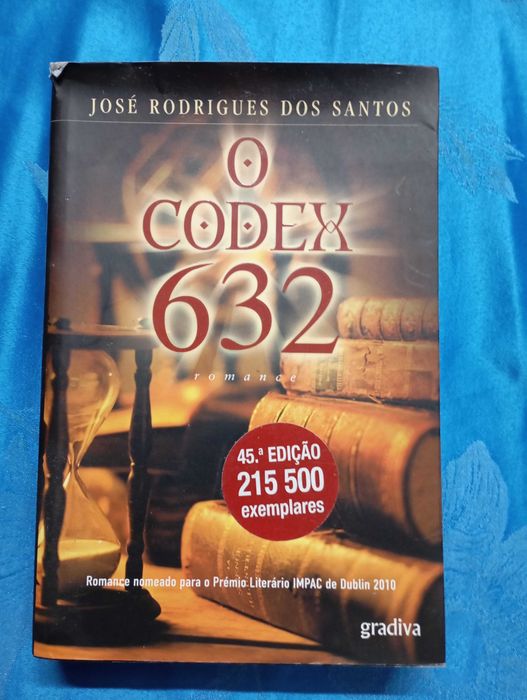 JOSÉ RODRIGUES DOS SANTOS
O
CODEX
632
romance
45.ª EDIÇÃO
215 500
exemplares
Romance nomeado para o Prémio Literário IMPAC de Dublin 2010
gradiva